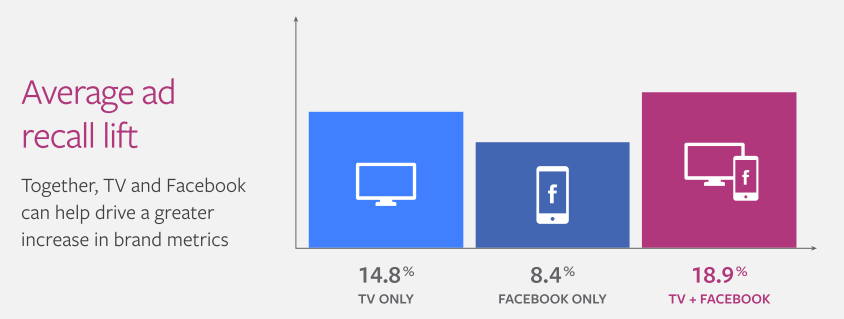 Average ad
recall lift
Together, TV and Facebook
can help drive a greater
increase in brand metrics
f
f
14.8%
TV ONLY
8.4%
FACEBOOK ONLY
18.9%
TV + FACEBOOK